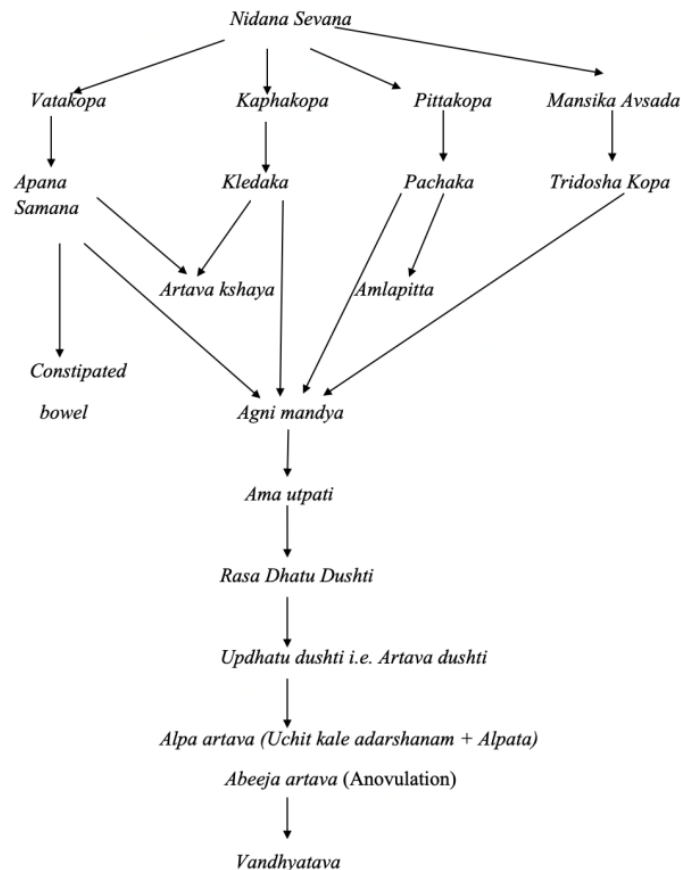 Nidana Sevana
Vatakopa
Kaphakopa
Pittakopa
Mansika Avsada
Apana
Samana
Kledaka
Pachaka
Tridosha Kopa
Artava kshaya
Amlapitta
Constipated
bowel
Agni mandya
Ama utpati
Rasa Dhatu Dushti
Updhatu dushti i.e. Artava dushti
Alpa artava (Uchit kale adarshanam + Alpata)
Abeeja artava (Anovulation)
Vandhyatava